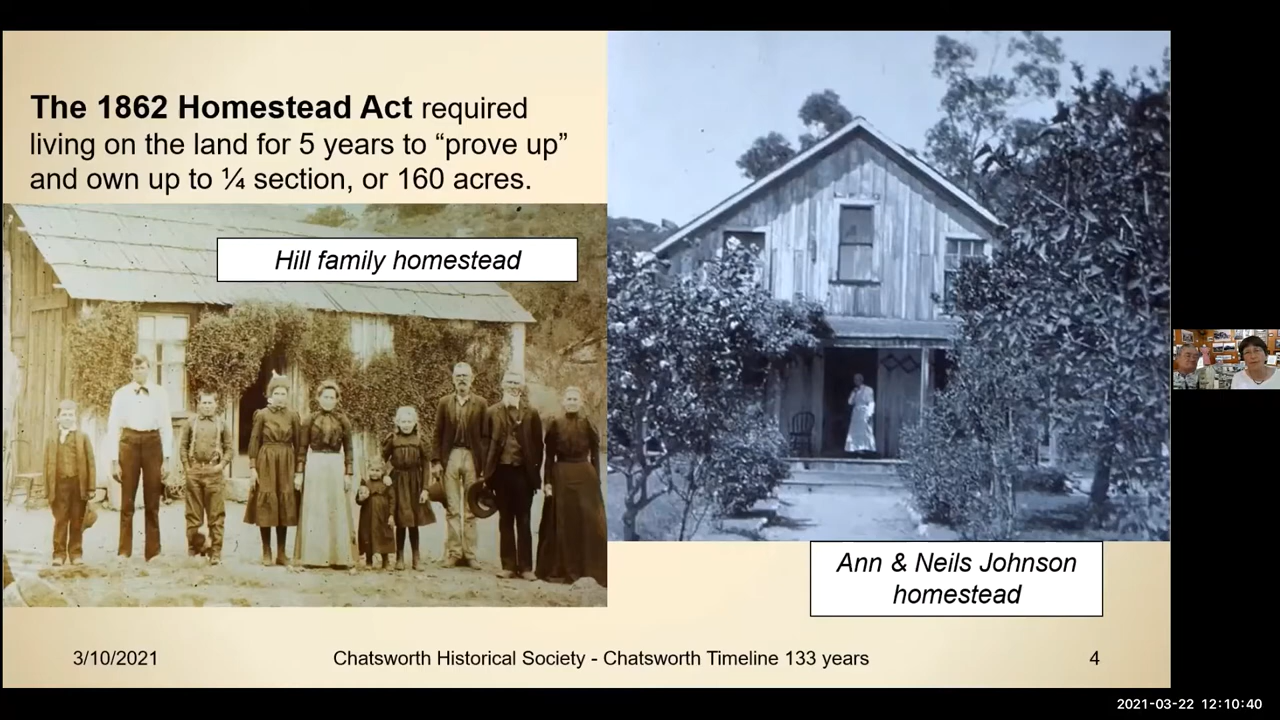 The 1862 Homestead Act required
living on the land for 5 years to “prove up”
and own up to ¼ section, or 160 acres.
Hill family homestead
Ann & Neils Johnson
homestead
3/10/2021
Chatsworth Historical Society - Chatsworth Timeline 133 years
4
2021-03-22 12:10:40